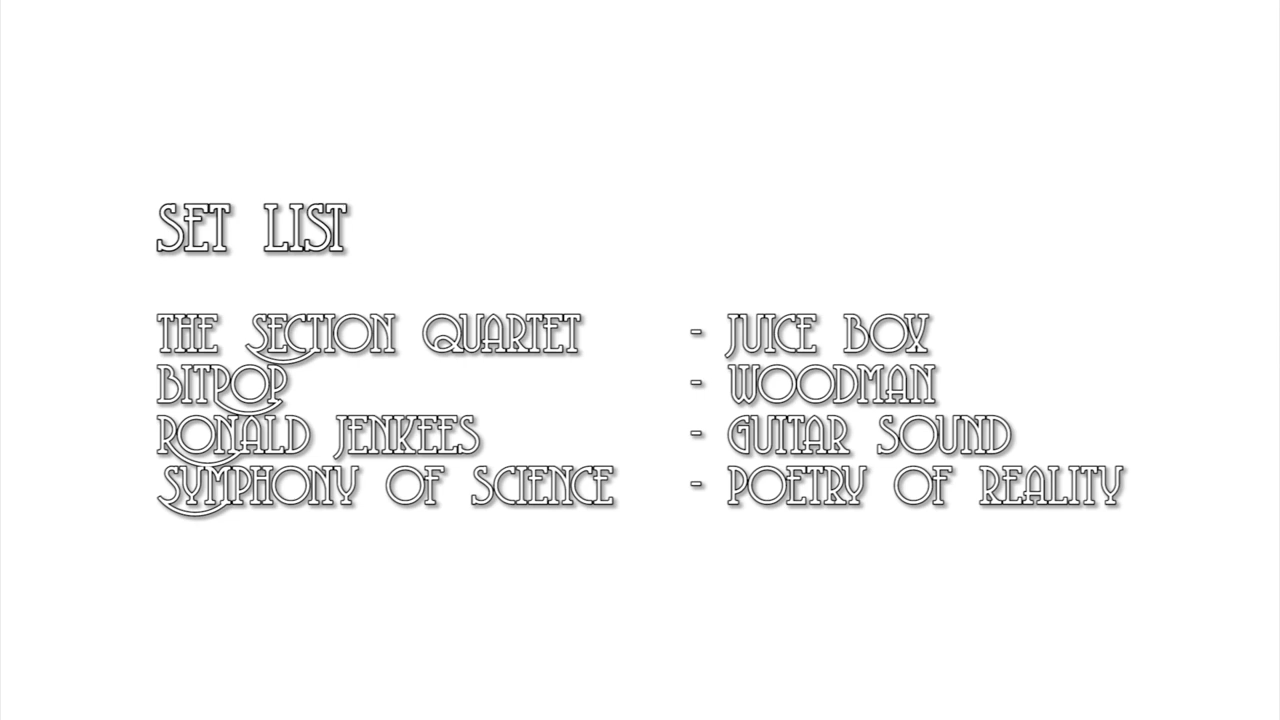 SET LIST
THE SECTION QUARTET - JUICE BOX
BITPOP - WOODMAN
RONALD JENKEES - GUITAR SOUND
SYMPHONY OF SCIENCE - POETRY OF REALITY